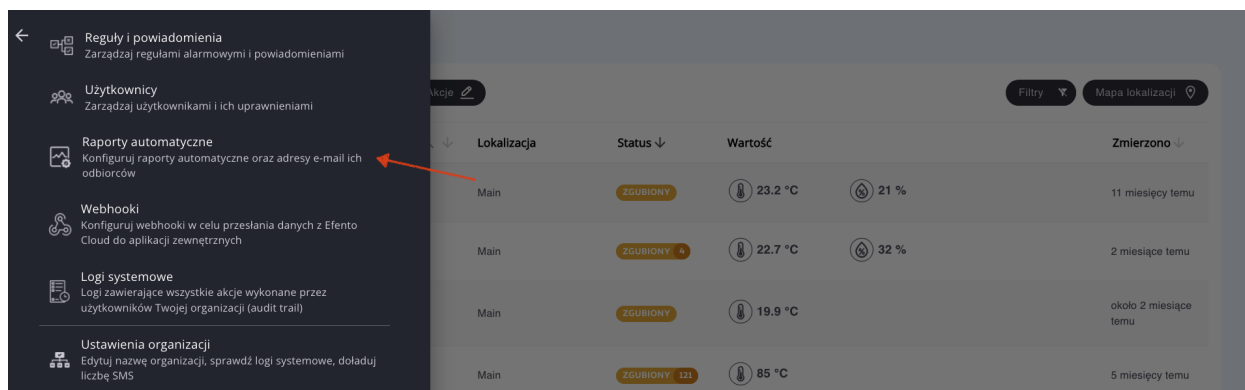 Reguły i powiadomienia
Zarządzaj regułami alarmowymi i powiadomieniami
Użytkownicy
Zarządzaj użytkownikami i ich uprawnieniami
Raporty automatyczne
Konfiguruj raporty automatyczne oraz adresy e-mail ich
odbiorców
Webhooki
Konfiguruj webhooki w celu przesłania danych z Efento
Cloud do aplikacji zewnętrznych
Logi systemowe
Logi zawierające wszystkie akcje wykonane przez
użytkowników Twojej organizacji (audit trail)
Ustawienia organizacji
Edytuj nazwę organizacji, sprawdź logi systemowe, doładuj
liczbę SMS
Akcje Filtry Mapa lokalizacji
Lokalizacja Status Wartość Zmierzono
Main ZGUBIONY 23.2 °C 21 % 11 miesięcy temu
Main ZGUBIONY 4 22.7 °C 32 % 2 miesiące temu
Main ZGUBIONY 19.9 °C około 2 miesiące
temu
Main ZGUBIONY 121 85 °C 5 miesięcy temu